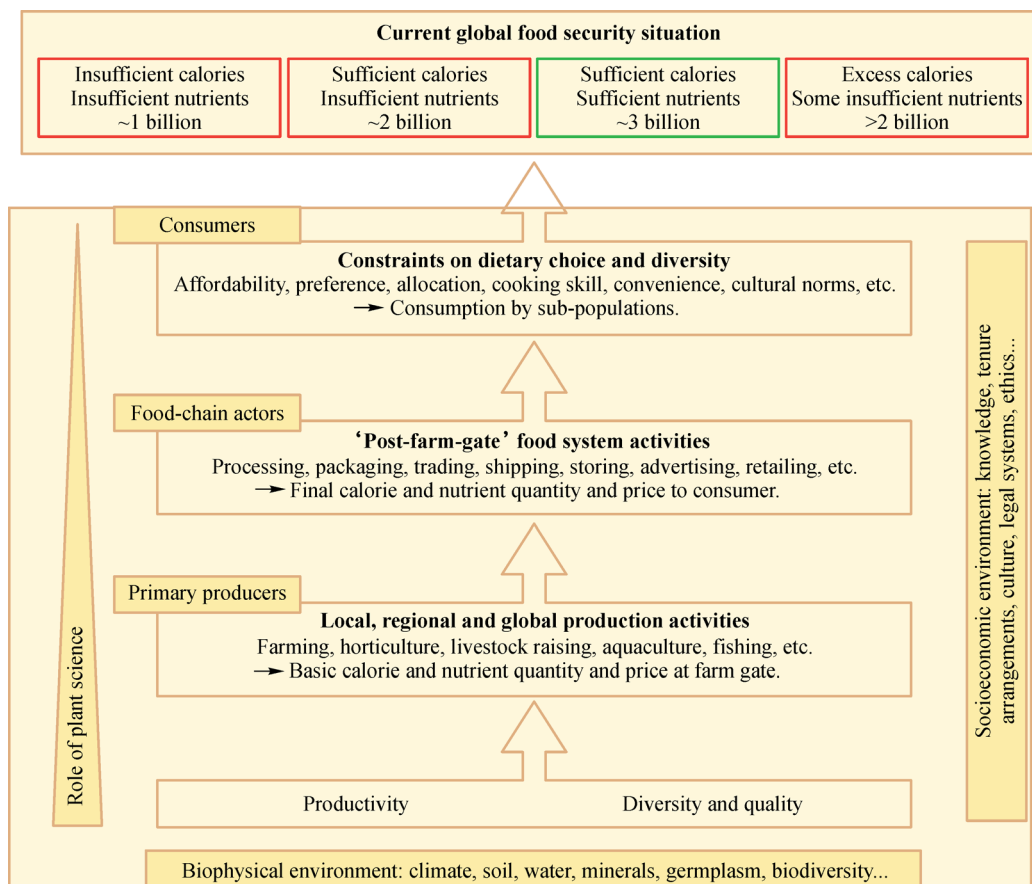 Current global food security situation
Insufficient calories
Insufficient nutrients
~1 billion
Sufficient calories
Insufficient nutrients
~2 billion
Sufficient calories
Sufficient nutrients
~3 billion
Excess calories
Some insufficient nutrients
>2 billion
Consumers
Constraints on dietary choice and diversity
Affordability, preference, allocation, cooking skill, convenience, cultural norms, etc.
→ Consumption by sub-populations.
Food-chain actors
‘Post-farm-gate’ food system activities
Processing, packaging, trading, shipping, storing, advertising, retailing, etc.
→ Final calorie and nutrient quantity and price to consumer.
Primary producers
Local, regional and global production activities
Farming, horticulture, livestock raising, aquaculture, fishing, etc.
→ Basic calorie and nutrient quantity and price at farm gate.
Productivity
Diversity and quality
Biophysical environment: climate, soil, water, minerals, germplasm, biodiversity...
Role of plant science
Socioeconomic environment: knowledge, tenure
arrangements, culture, legal systems, ethics...